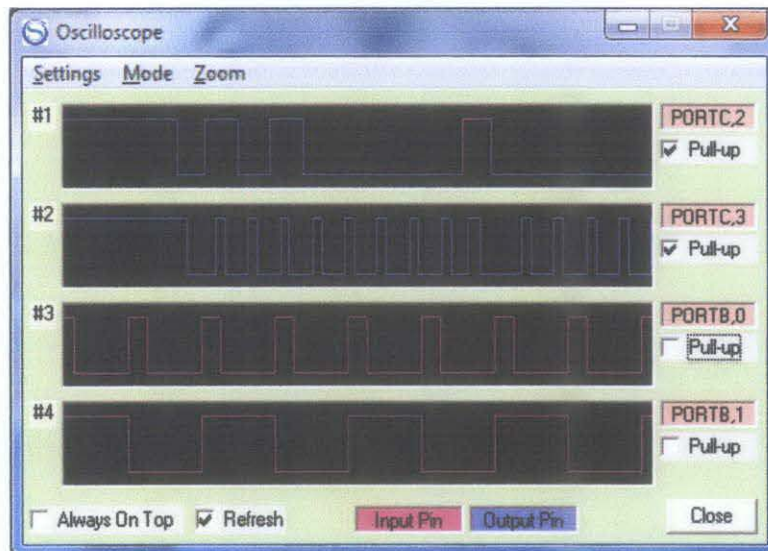 Oscilloscope
Settings Mode Zoom
#1
PORTC,2
Pull-up
#2
PORTC,3
Pull-up
#3
PORTB,0
Pull-up
#4
PORTB,1
Pull-up
Always On Top Refresh Input Pin Output Pin Close